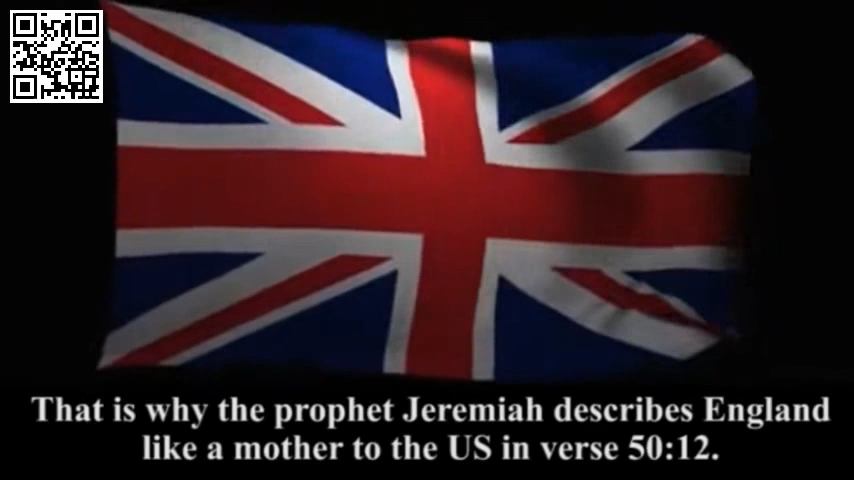 That is why the prophet Jeremiah describes England
like a mother to the US in verse 50:12.